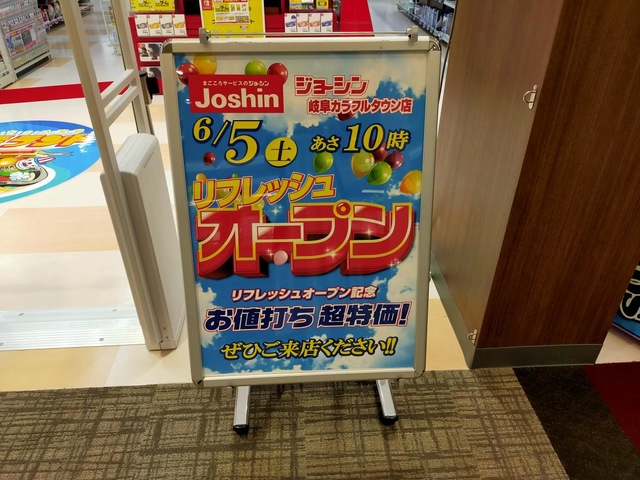 まごころサービスのジョーシン
Joshin
ジョーシン
岐阜カラフルタウン店
6/5土 あさ10時
リフレッシュ
オープン
リフレッシュオープン記念
お値打ち 超特価!
ぜひご来店ください!!